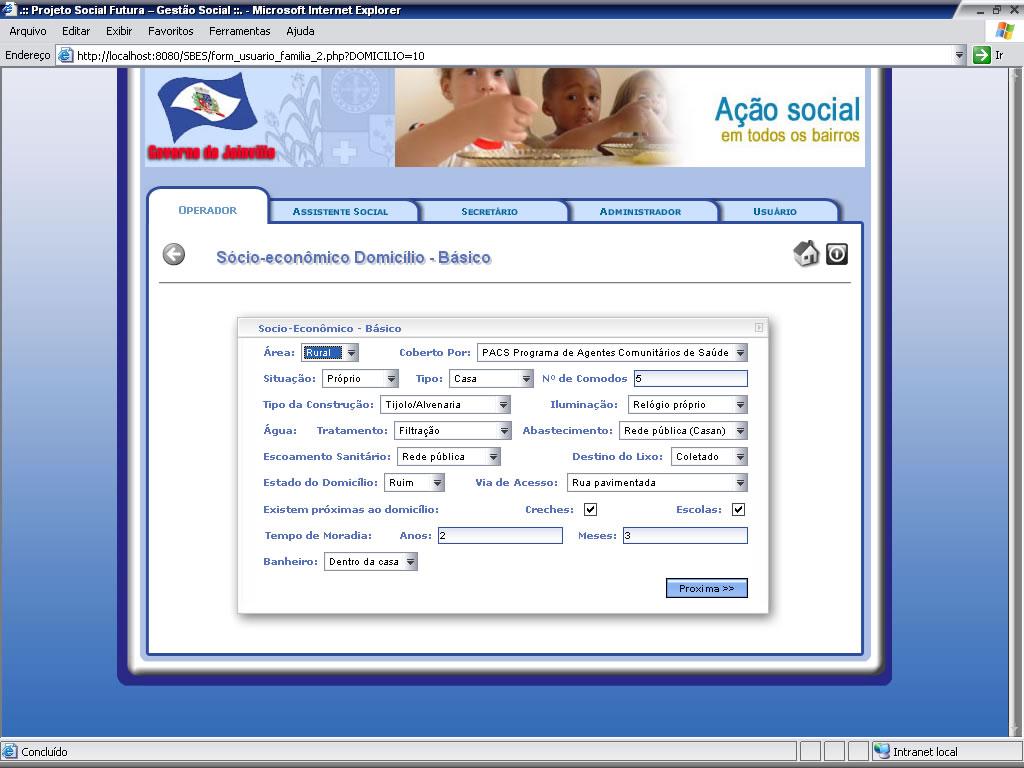 .:: Projeto Social Futura – Gestão Social ::. - Microsoft Internet Explorer
Arquivo Editar Exibir Favoritos Ferramentas Ajuda
Endereço http://localhost:8080/SBES/form_usuario_familia_2.php?DOMICILIO=10 Ir
Governo de Joinville
Ação social
em todos os bairros
OPERADOR ASSISTENTE SOCIAL SECRETÁRIO ADMINISTRADOR USUÁRIO
Sócio-econômico Domicílio - Básico
Socio-Econômico - Básico
Área: Rural Coberto Por: PACS Programa de Agentes Comunitários de Saúde
Situação: Próprio Tipo: Casa Nº de Comodos 5
Tipo da Construção: Tijolo/Alvenaria Iluminação: Relógio próprio
Água: Tratamento: Filtração Abastecimento: Rede pública (Casan)
Escoamento Sanitário: Rede pública Destino do Lixo: Coletado
Estado do Domicílio: Ruim Via de Acesso: Rua pavimentada
Existem próximas ao domicílio: Creches: Escolas:
Tempo de Moradia: Anos: 2 Meses: 3
Banheiro: Dentro da casa
Proxima >>
Concluído Intranet local